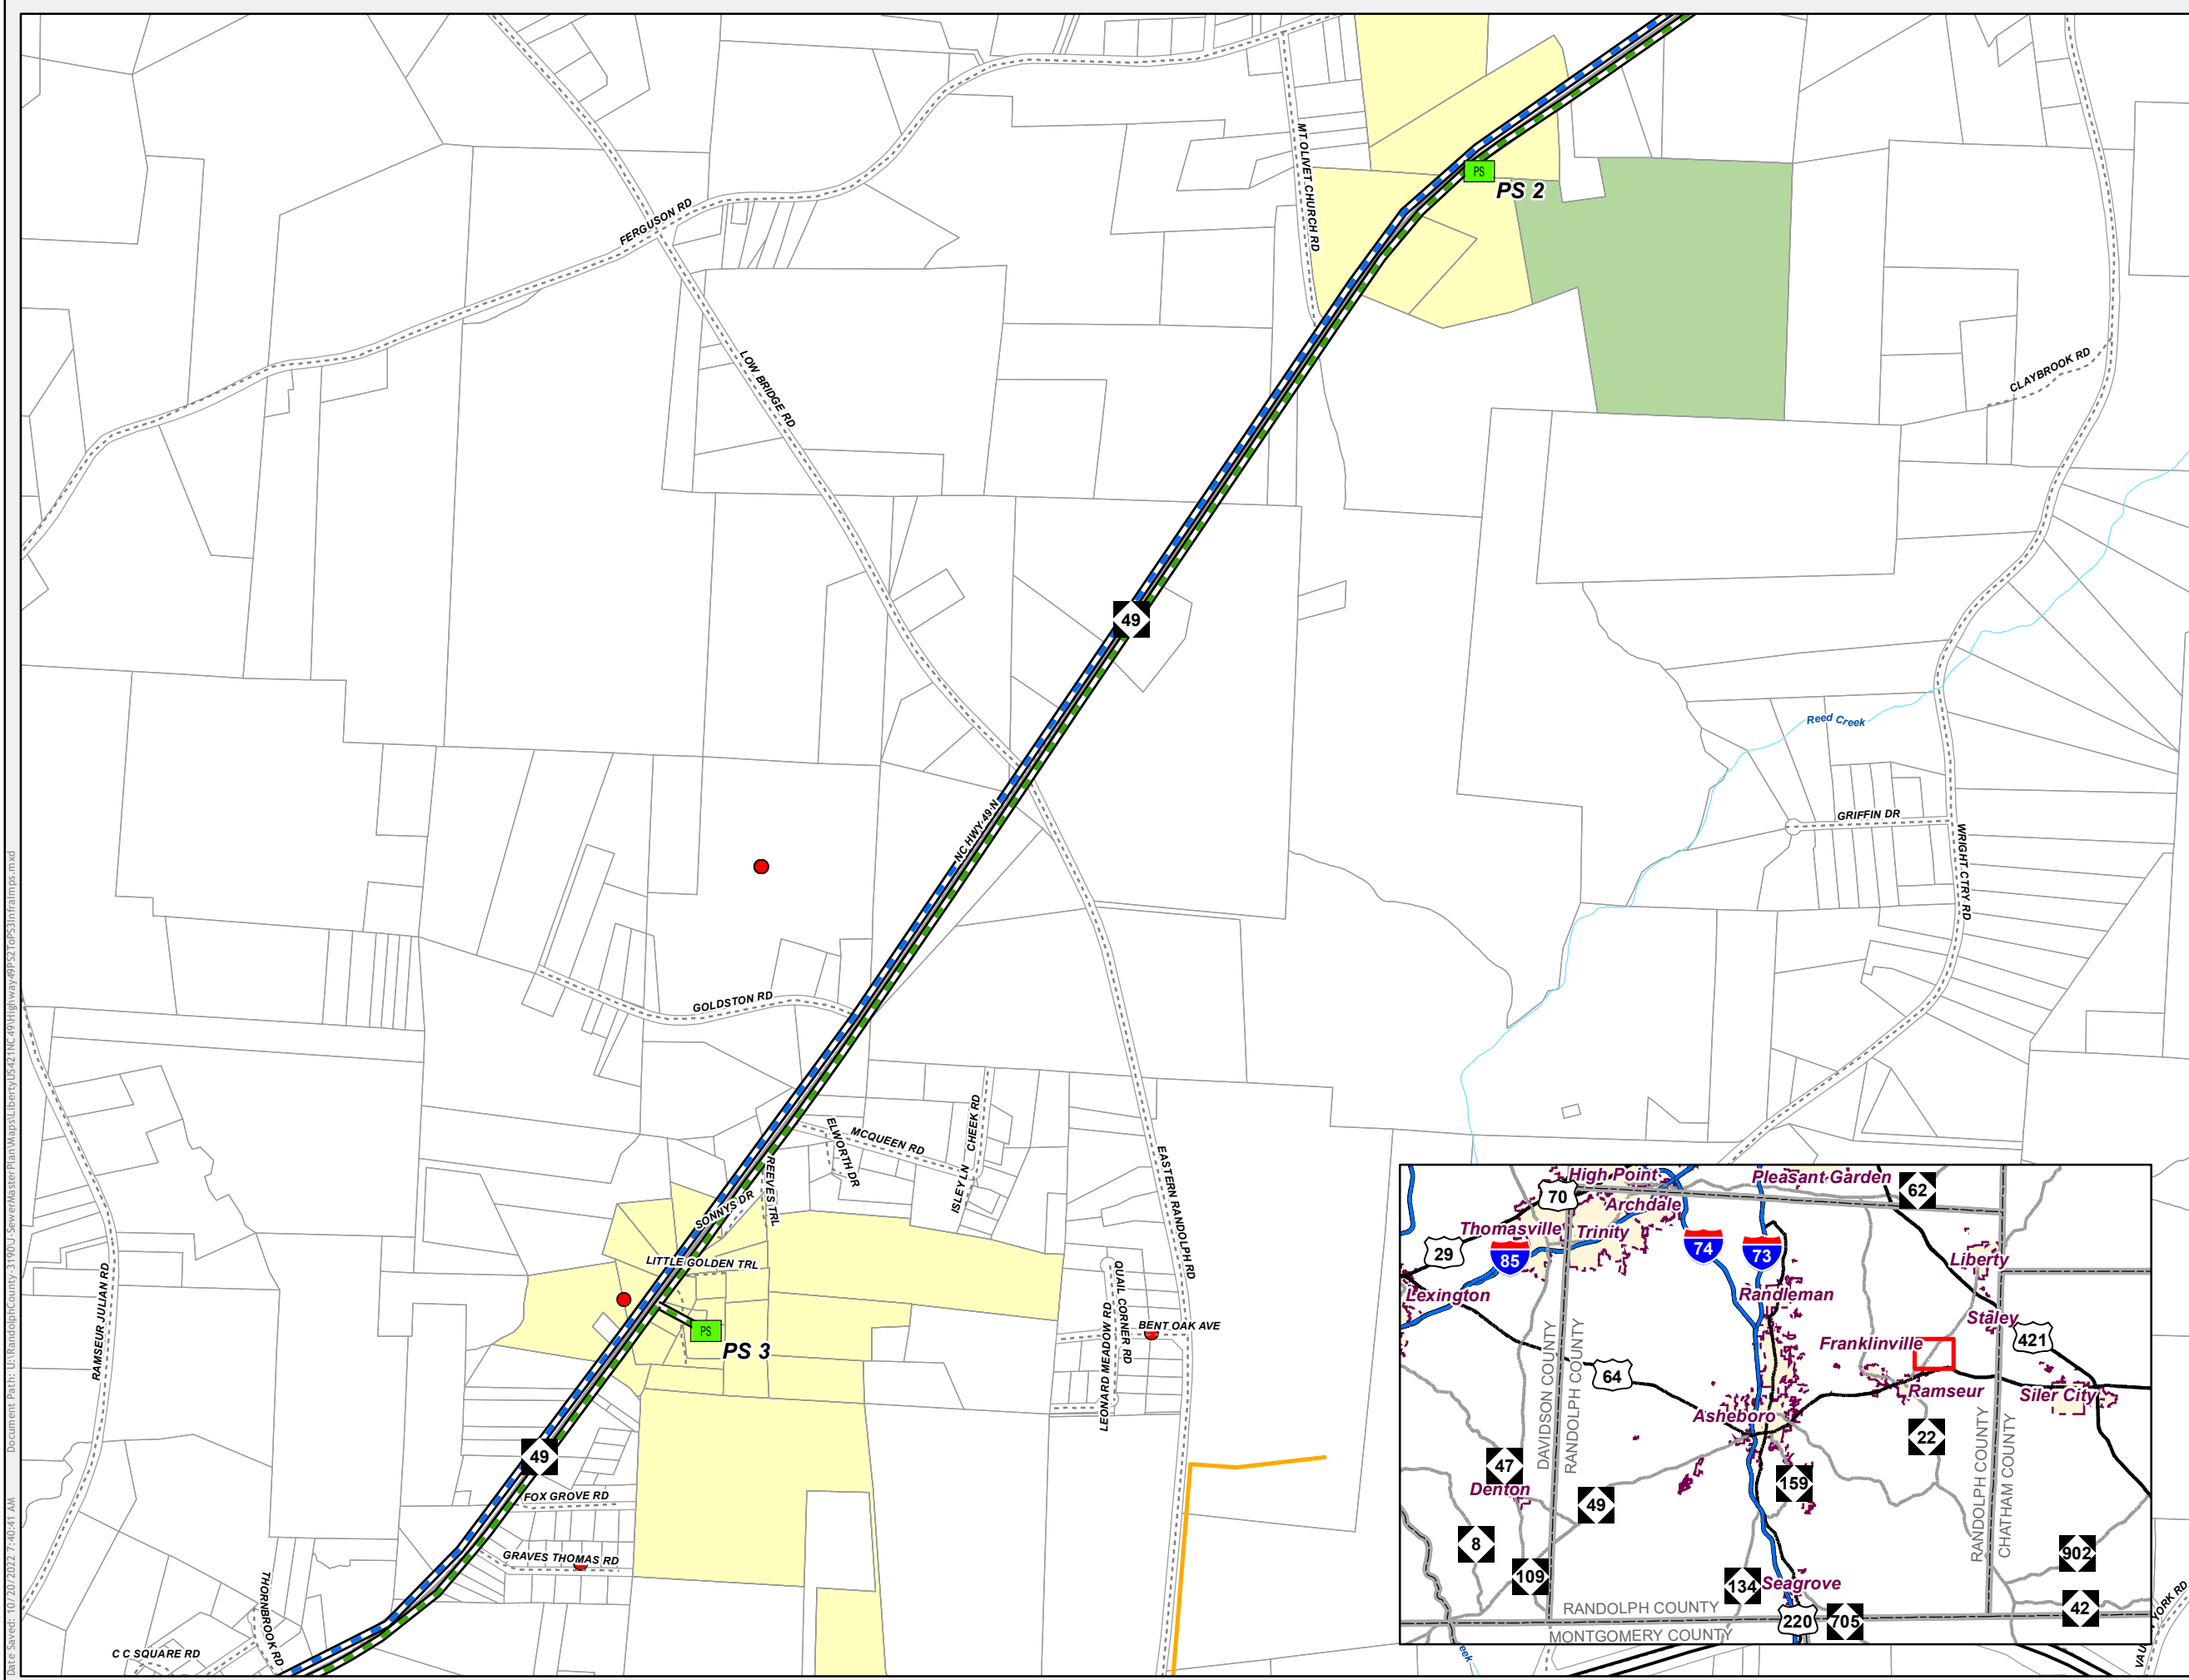 MT OLIVET CHURCH RD
PS
PS 2
FERGUSON RD
LOW BRIDGE RD
CLAYBROOK RD
49
Reed Creek
NC HWY 49 N
GRIFFIN DR
WRIGHT CTRY RD
GOLDSTON RD
MCQUEEN RD
ELWORTH DR
CHEEK RD
ISLEY LN
REEVES TRL
SONNYS DR
EASTERN RANDOLPH RD
LITTLE GOLDEN TRL
PS
PS 3
QUAIL CORNER RD
BENT OAK AVE
LEONARD MEADOW RD
RAMSEUR JULIAN RD
49
FOX GROVE RD
GRAVES THOMAS RD
THORNBROOK RD
C C SQUARE RD
YORK RD
High Point
Pleasant Garden
70
62
Archdale
Thomasville
Trinity
29
85
74
73
Liberty
Lexington
Randleman
Staley
421
Franklinville
64
Ramseur
Siler City
Asheboro
DAVIDSON COUNTY
RANDOLPH COUNTY
22
47
Denton
159
49
RANDOLPH COUNTY
CHATHAM COUNTY
8
902
109
134
Seagrove
RANDOLPH COUNTY
220
705
42
MONTGOMERY COUNTY
Date Saved: 10/20/2022 7:40:41 AM